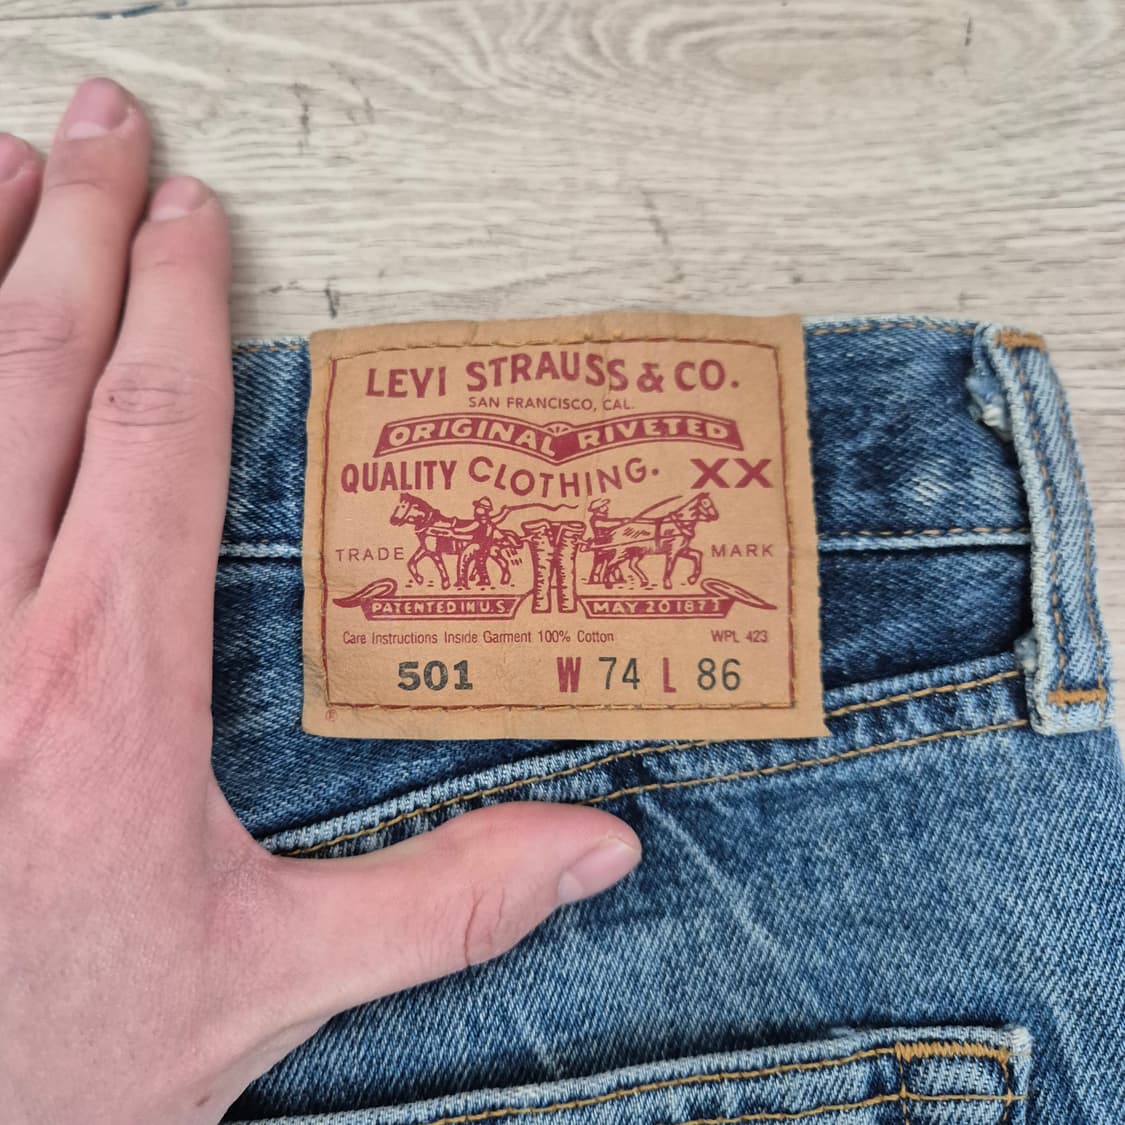 LEVI STRAUSS & CO.
SAN FRANCISCO, CAL.
ORIGINAL RIVETED
QUALITY CLOTHING. XX
TRADE MARK
PATENTED IN U.S. MAY 20 1873
Care Instructions Inside Garment 100% Cotton WPL 423
501 W 74 L 86
®